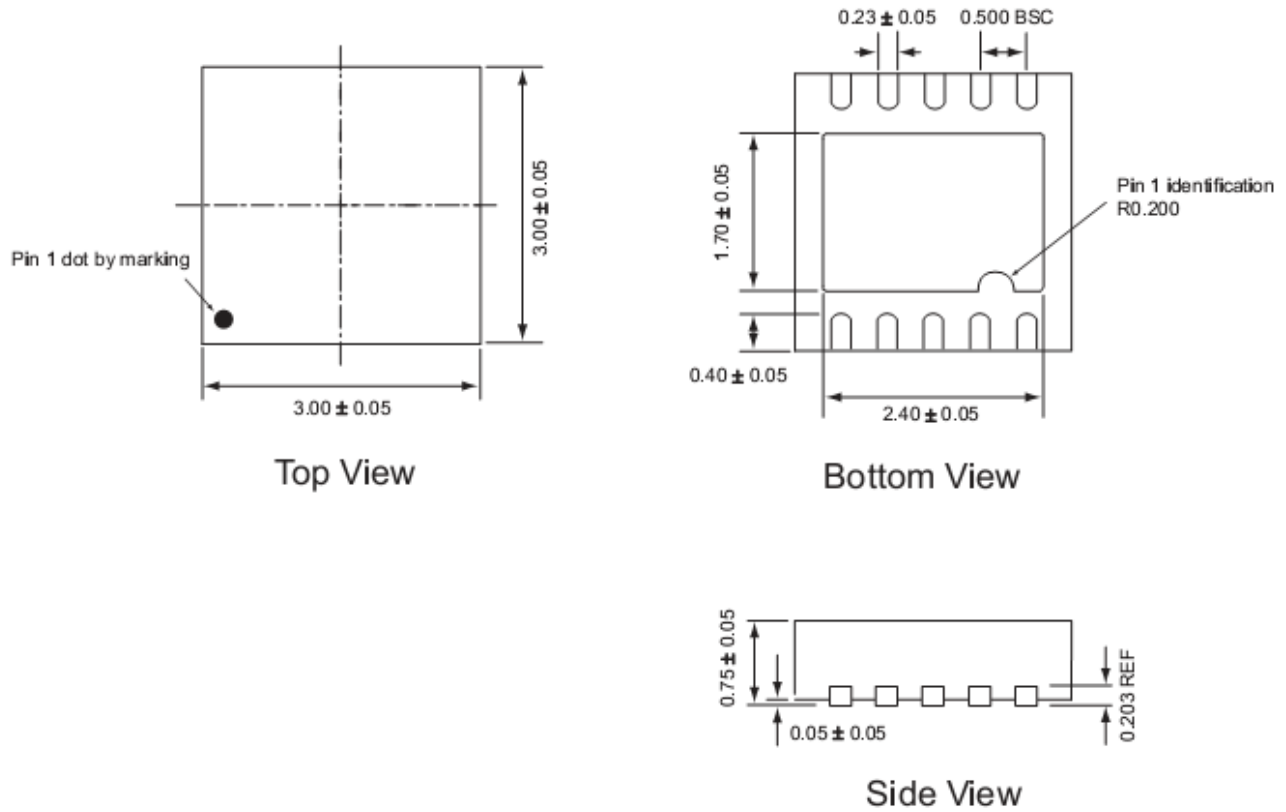 0.23 ± 0.05
0.500 BSC
3.00 ± 0.05
1.70 ± 0.05
Pin 1 identification
R0.200
Pin 1 dot by marking
0.40 ± 0.05
3.00 ± 0.05
2.40 ± 0.05
Top View
Bottom View
0.75 ± 0.05
0.203 REF
0.05 ± 0.05
Side View